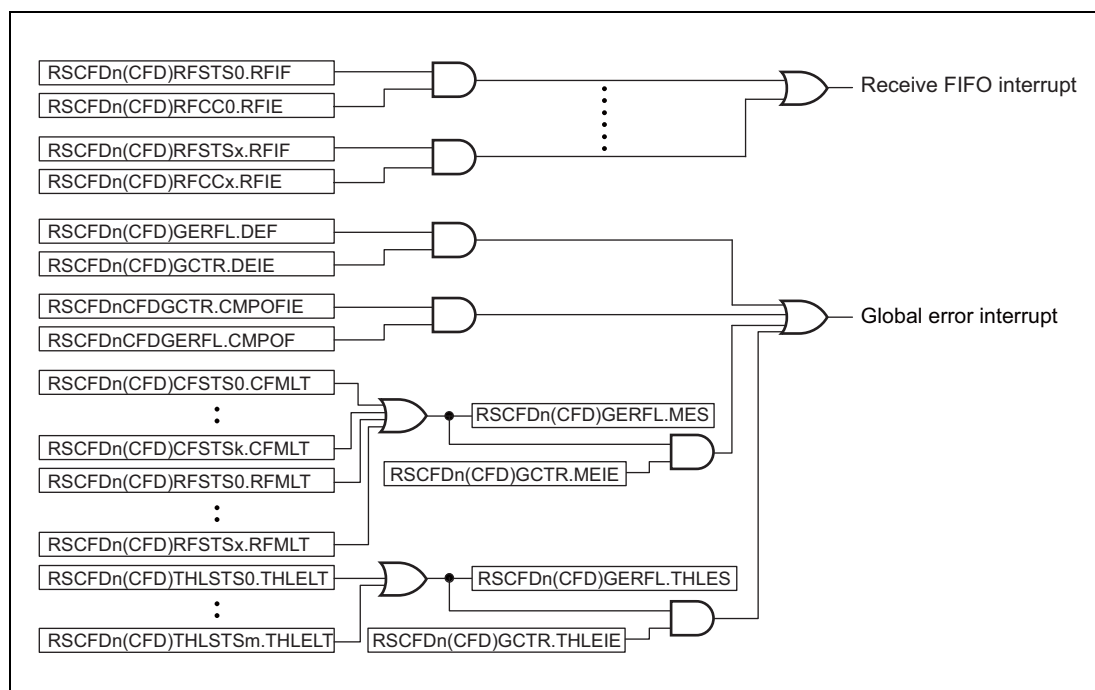 RSCFDn(CFD)RFSTS0.RFIF
RSCFDn(CFD)RFCC0.RFIE
Receive FIFO interrupt
RSCFDn(CFD)RFSTSx.RFIF
RSCFDn(CFD)RFCCx.RFIE
RSCFDn(CFD)GERFL.DEF
RSCFDn(CFD)GCTR.DEIE
RSCFDnCFDGCTR.CMPOFIE
RSCFDnCFDGERFL.CMPOF
Global error interrupt
RSCFDn(CFD)CFSTS0.CFMLT
RSCFDn(CFD)CFSTSk.CFMLT
RSCFDn(CFD)RFSTS0.RFMLT
RSCFDn(CFD)RFSTSx.RFMLT
RSCFDn(CFD)GERFL.MES
RSCFDn(CFD)GCTR.MEIE
RSCFDn(CFD)THLSTS0.THLELT
RSCFDn(CFD)THLSTSm.THLELT
RSCFDn(CFD)GERFL.THLES
RSCFDn(CFD)GCTR.THLEIE